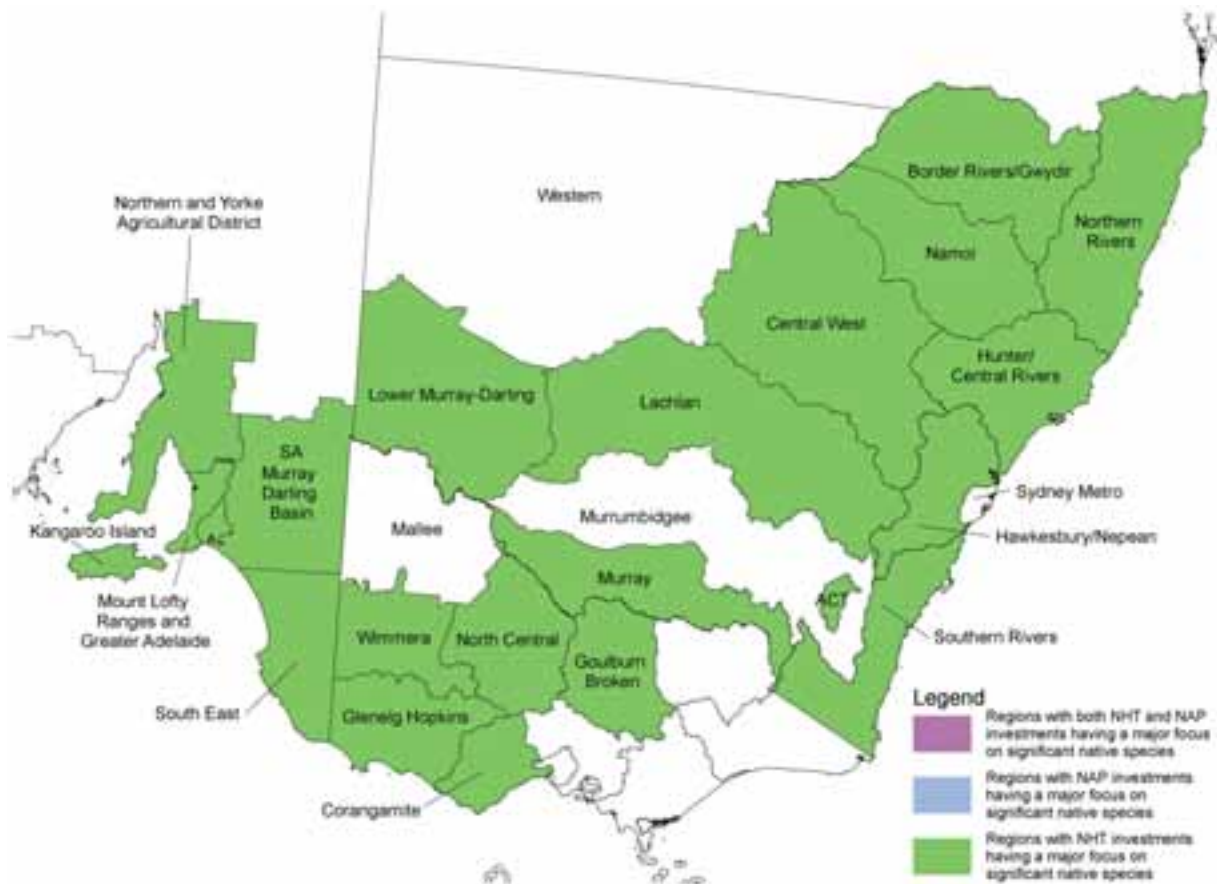 Northern and Yorke
Agricultural District
Western
Border Rivers/Gwydir
Northern
Rivers
Namoi
Central West
Hunter/
Central Rivers
Lower Murray-Darling
Lachlan
SA
Murray
Darling
Basin
Sydney Metro
Mallee
Murrumbidgee
Hawkesbury/Nepean
Kangaroo Island
Murray
ACT
Mount Lofty
Ranges and
Greater Adelaide
Wimmera
North Central
Southern Rivers
Goulburn
Broken
South East
Glenelg Hopkins
Corangamite
Legend
Regions with both NHT and NAP
investments having a major focus
on significant native species
Regions with NAP investments
having a major focus on
significant native species
Regions with NHT investments
having a major focus on
significant native species